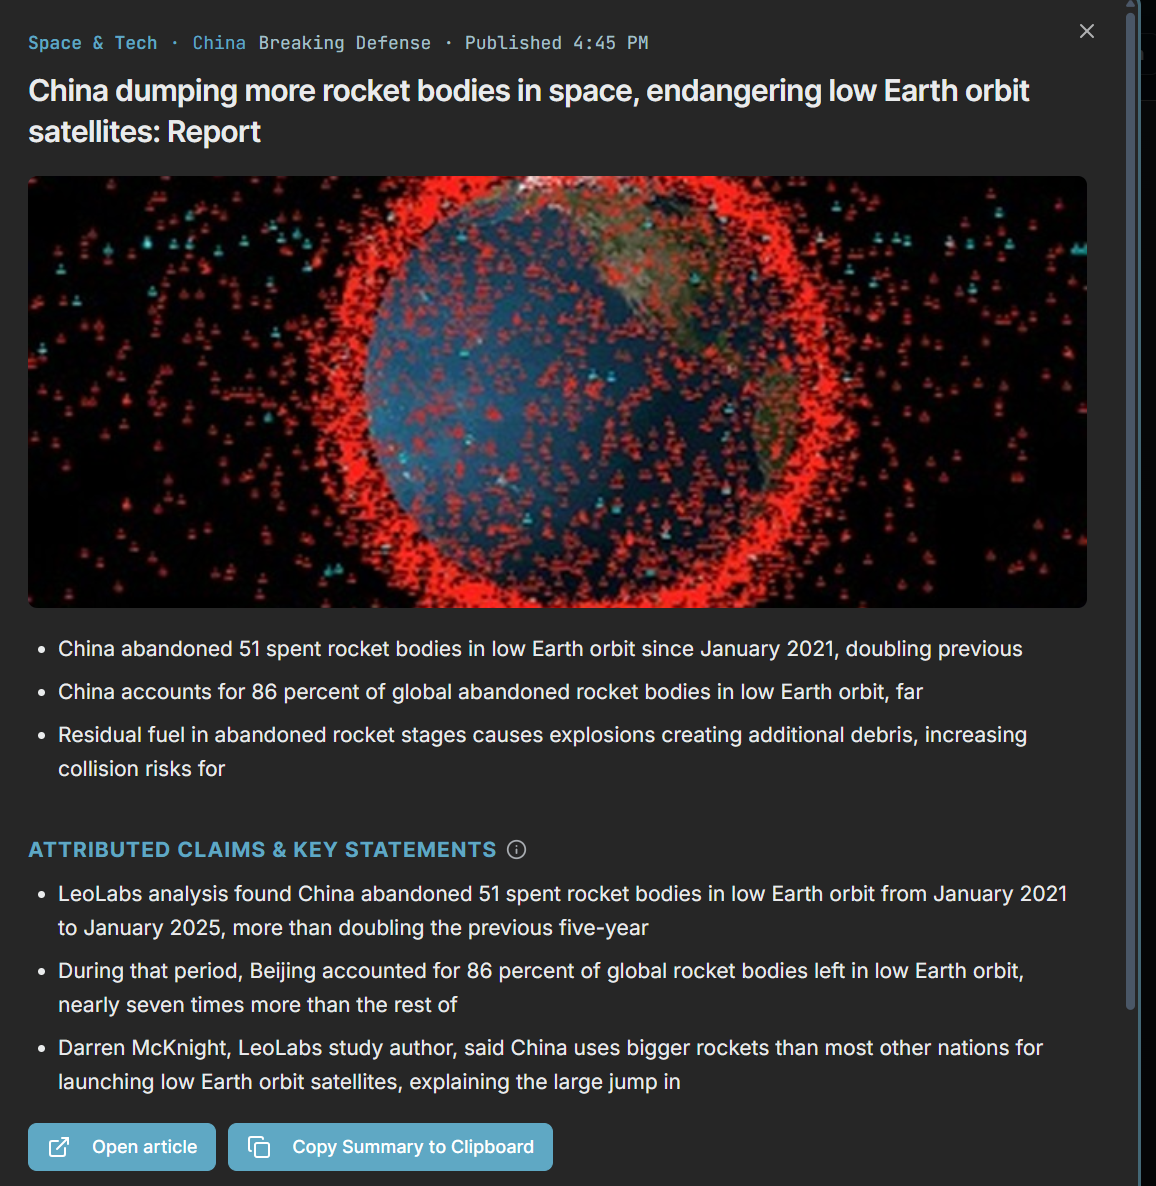 Space & Tech · China Breaking Defense · Published 4:45 PM
China dumping more rocket bodies in space, endangering low Earth orbit
satellites: Report
• China abandoned 51 spent rocket bodies in low Earth orbit since January 2021, doubling previous
• China accounts for 86 percent of global abandoned rocket bodies in low Earth orbit, far
• Residual fuel in abandoned rocket stages causes explosions creating additional debris, increasing
collision risks for
ATTRIBUTED CLAIMS & KEY STATEMENTS
• LeoLabs analysis found China abandoned 51 spent rocket bodies in low Earth orbit from January 2021
to January 2025, more than doubling the previous five-year
• During that period, Beijing accounted for 86 percent of global rocket bodies left in low Earth orbit,
nearly seven times more than the rest of
• Darren McKnight, LeoLabs study author, said China uses bigger rockets than most other nations for
launching low Earth orbit satellites, explaining the large jump in
Open article
Copy Summary to Clipboard